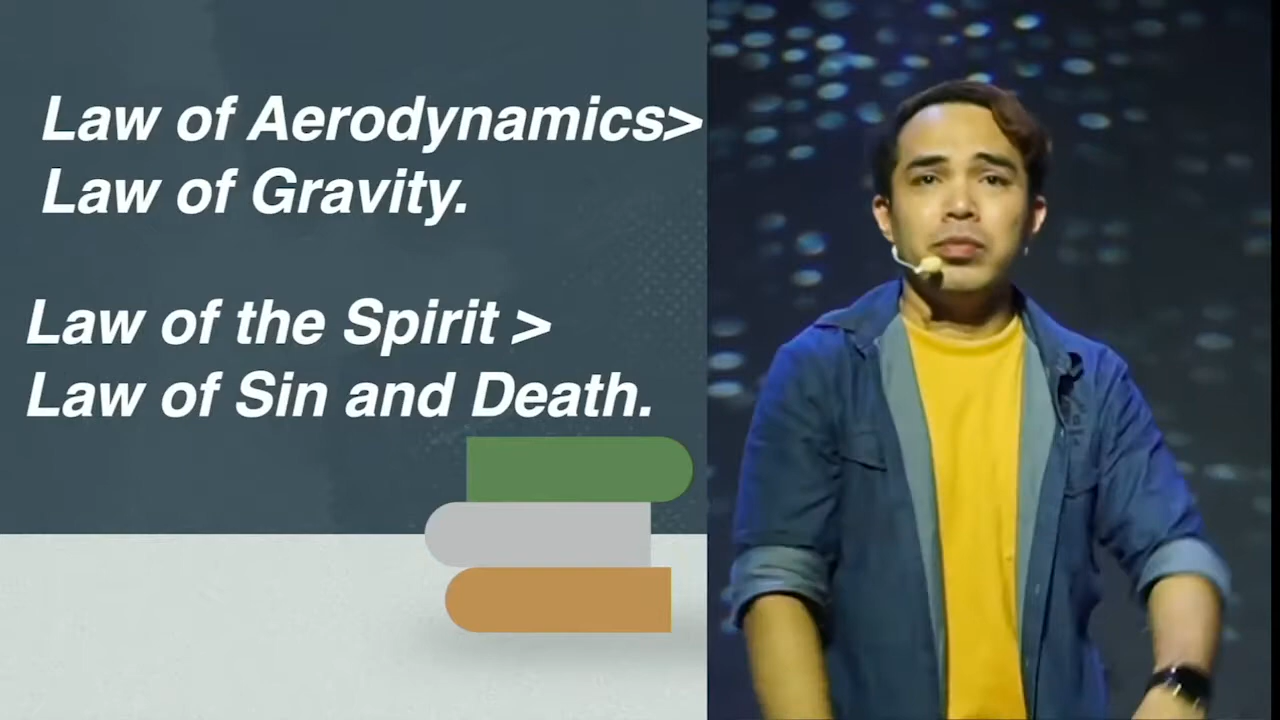 Law of Aerodynamics>
Law of Gravity.
Law of the Spirit >
Law of Sin and Death.